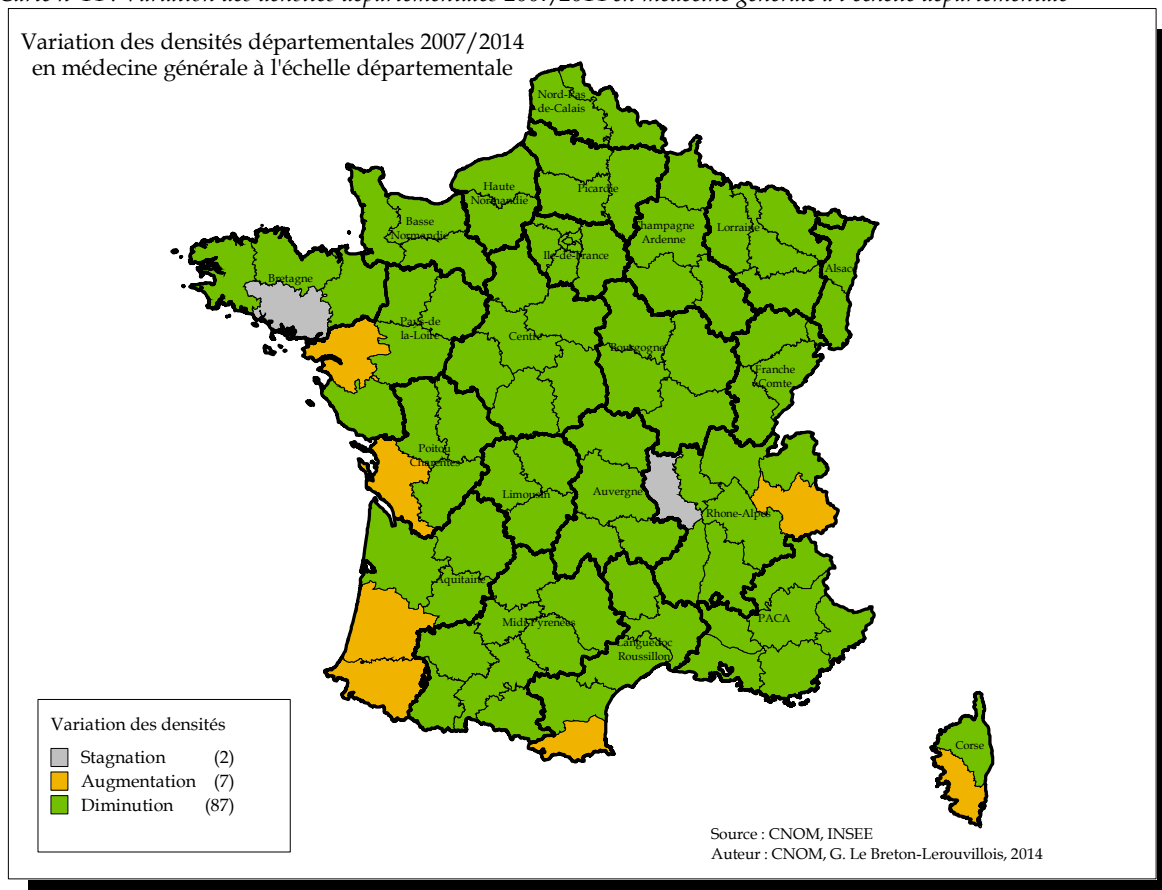 Variation des densités départementales 2007/2014
en médecine générale à l'échelle départementale
Nord-Pas
de-Calais
Haute
Normandie
Picardie
Basse
Normandie
Champagne
Ardenne
Lorraine
Ile-de-France
Alsace
Bretagne
Pays-de
la-Loire
Centre
Bourgogne
Franche
Comte
Poitou
Charentes
Limousin
Auvergne
Rhone-Alpes
Aquitaine
Midi-Pyrenées
PACA
Languedoc
Roussillon
Corse
Variation des densités
Stagnation (2)
Augmentation (7)
Diminution (87)
Source : CNOM, INSEE
Auteur : CNOM, G. Le Breton-Lerouvillois, 2014